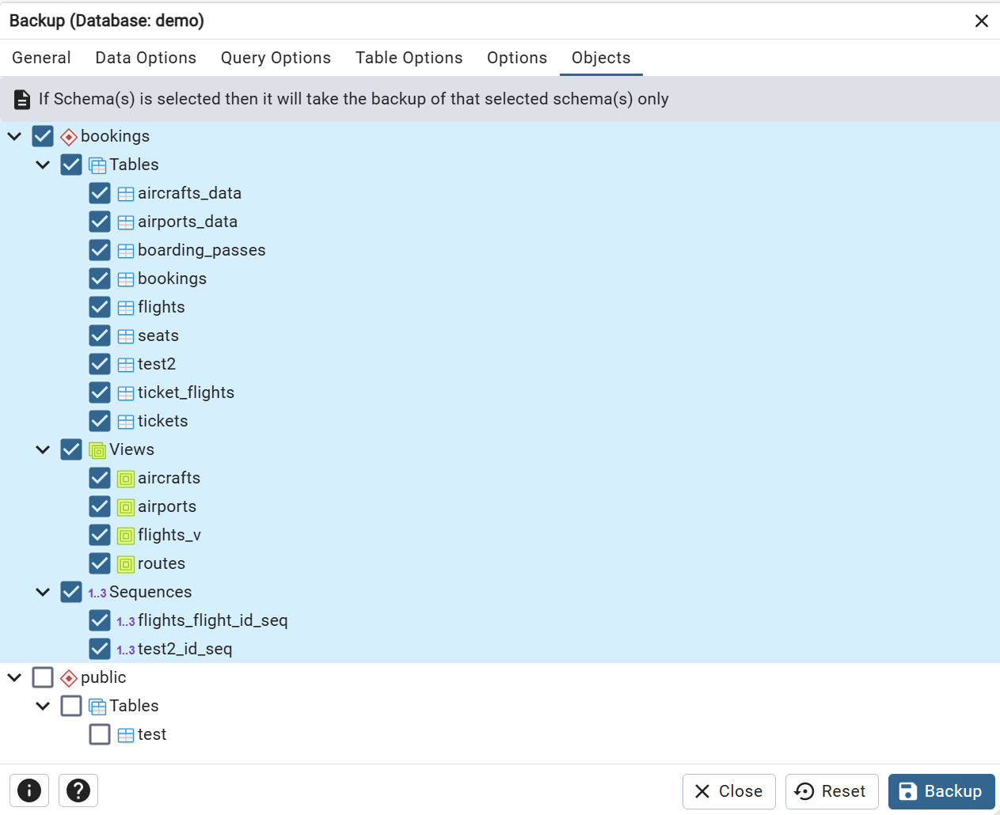 Backup (Database: demo)
General Data Options Query Options Table Options Options Objects
If Schema(s) is selected then it will take the backup of that selected schema(s) only
bookings
Tables
aircrafts_data
airports_data
boarding_passes
bookings
flights
seats
test2
ticket_flights
tickets
Views
aircrafts
airports
flights_v
routes
1..3 Sequences
1..3 flights_flight_id_seq
1..3 test2_id_seq
public
Tables
test
Close Reset Backup